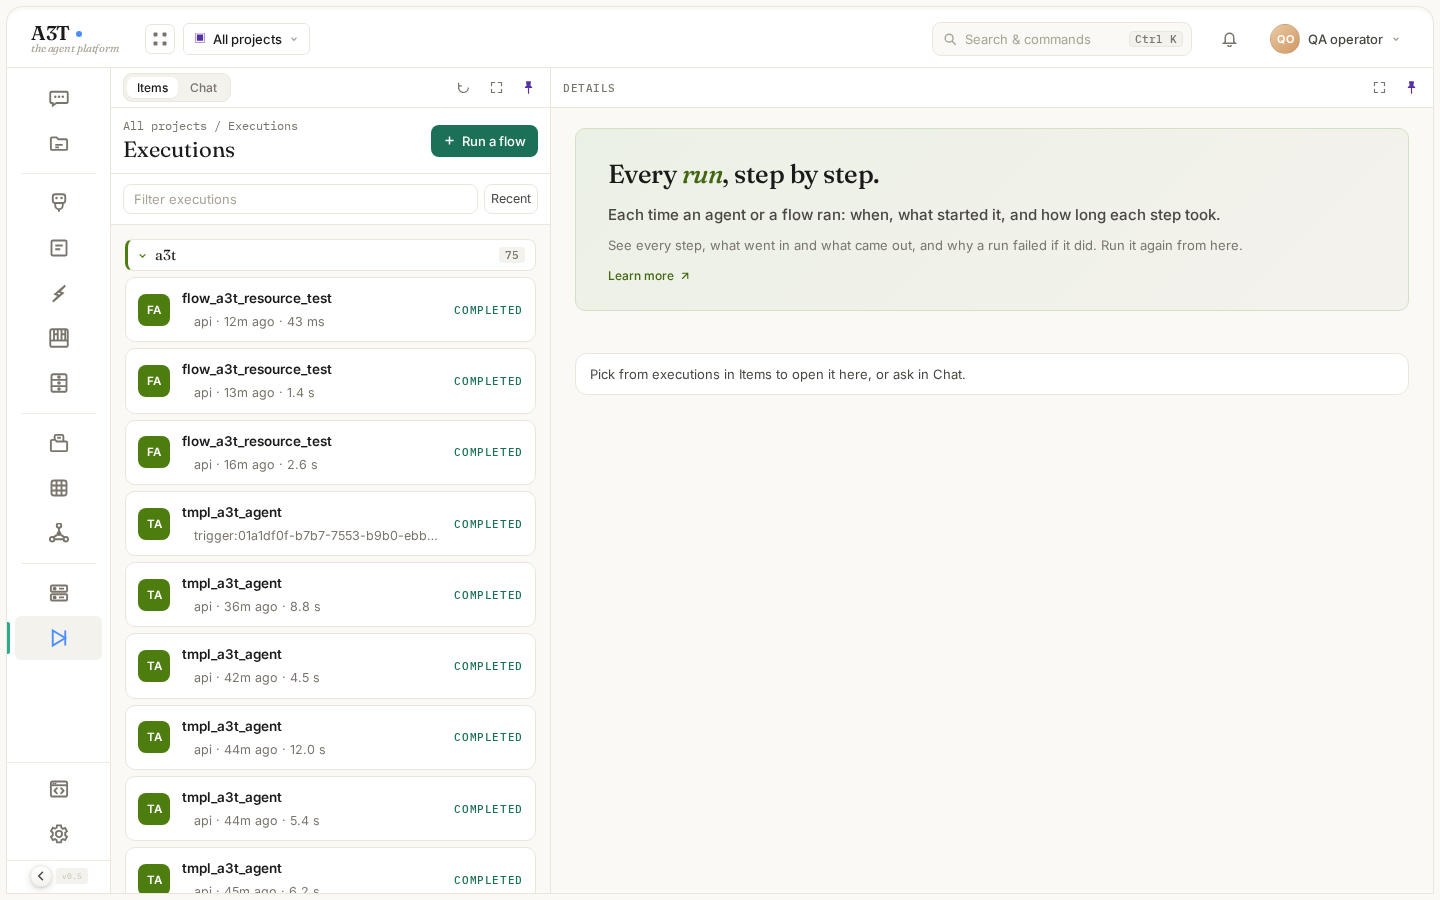 A3T
the agent platform
All projects
Search & commands
Ctrl K
QO
QA operator
Items
Chat
DETAILS
All projects / Executions
Executions
+ Run a flow
Filter executions
Recent
a3t
75
FA
flow_a3t_resource_test
api · 12m ago · 43 ms
COMPLETED
FA
flow_a3t_resource_test
api · 13m ago · 1.4 s
COMPLETED
FA
flow_a3t_resource_test
api · 16m ago · 2.6 s
COMPLETED
TA
tmpl_a3t_agent
trigger:01a1df0f-b7b7-7553-b9b0-ebb...
COMPLETED
TA
tmpl_a3t_agent
api · 36m ago · 8.8 s
COMPLETED
TA
tmpl_a3t_agent
api · 42m ago · 4.5 s
COMPLETED
TA
tmpl_a3t_agent
api · 44m ago · 12.0 s
COMPLETED
TA
tmpl_a3t_agent
api · 44m ago · 5.4 s
COMPLETED
TA
tmpl_a3t_agent
api · 45m ago · 6.2 s
COMPLETED
Every run, step by step.
Each time an agent or a flow ran: when, what started it, and how long each step took.
See every step, what went in and what came out, and why a run failed if it did. Run it again from here.
Learn more ↗
Pick from executions in Items to open it here, or ask in Chat.
v0.5